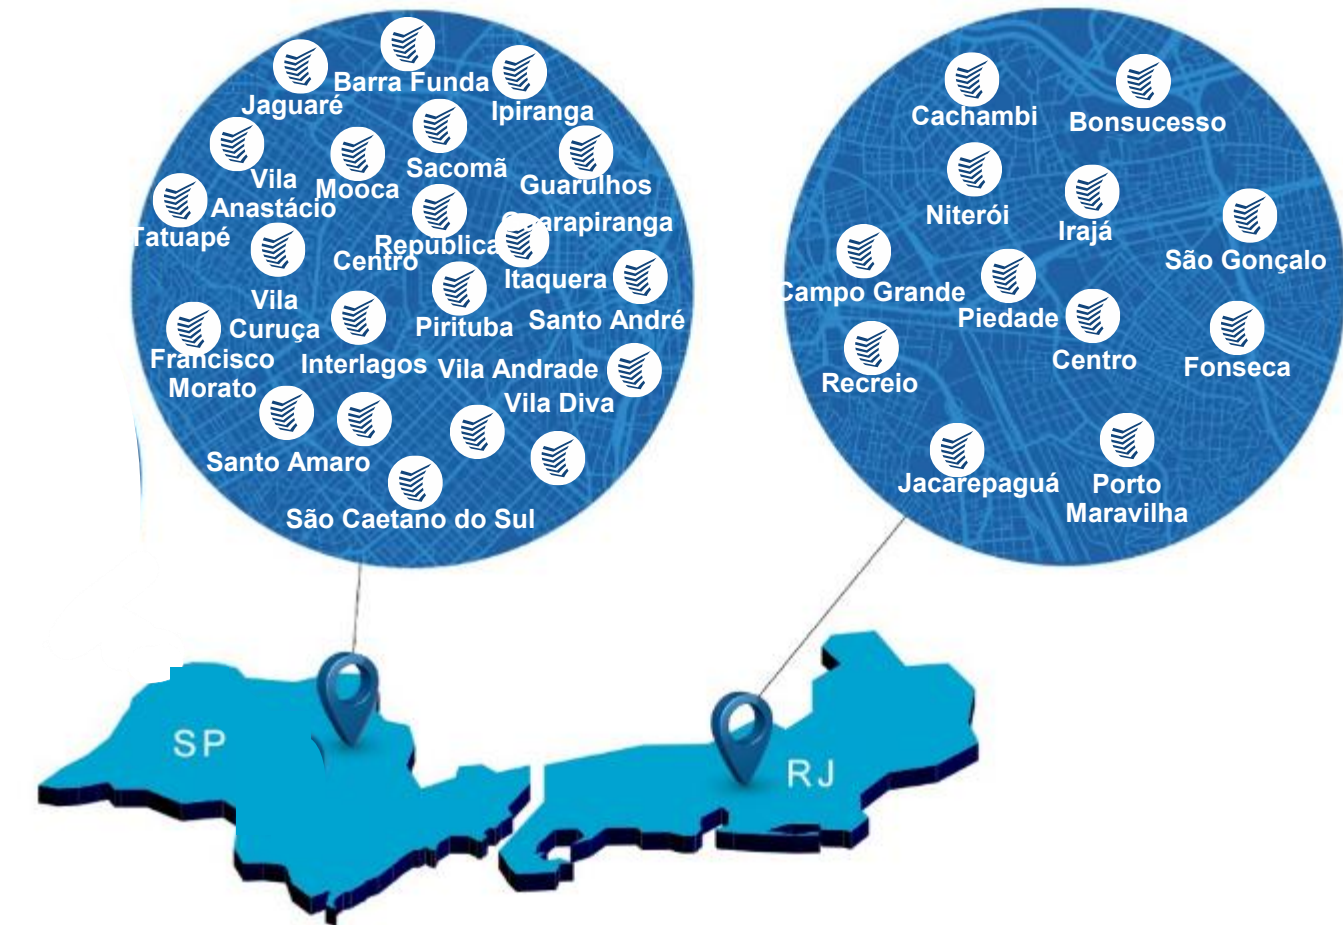 Barra Funda
Jaguaré
Ipiranga
Sacomã
Vila
Anastácio
Mooca
Guarulhos
Tatuapé
Guarapiranga
República
Centro
Itaquera
Vila
Curuça
Pirituba
Santo André
Francisco
Morato
Interlagos
Vila Andrade
Vila Diva
Santo Amaro
São Caetano do Sul
Cachambi
Bonsucesso
Niterói
Irajá
São Gonçalo
Campo Grande
Piedade
Centro
Fonseca
Recreio
Jacarepaguá
Porto
Maravilha
SP
RJ